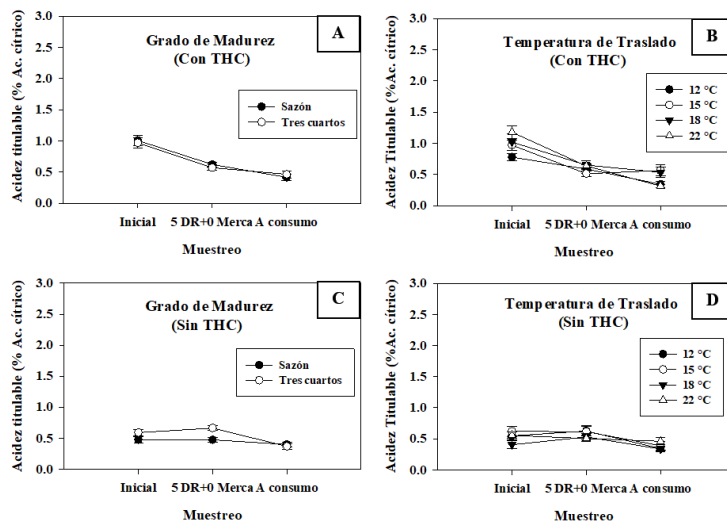 A
Grado de Madurez
(Con THC)
Acidez titulable (% Ac. cítrico)
3.0
2.5
2.0
1.5
1.0
0.5
0.0
Sazón
Tres cuartos
Inicial 5 DR+0 Merca A consumo
Muestreo
B
Temperatura de Traslado
(Con THC)
Acidez Titulable (%Ac. cítrico)
3.0
2.5
2.0
1.5
1.0
0.5
0.0
12 °C
15 °C
18 °C
22 °C
Inicial 5 DR+0 Merca A consumo
Muestreo
C
Grado de Madurez
(Sin THC)
Acidez titulable (% Ac. cítrico)
3.0
2.5
2.0
1.5
1.0
0.5
0.0
Sazón
Tres cuartos
Inicial 5 DR+0 Merca A consumo
Muestreo
D
Temperatura de Traslado
(Sin THC)
Acidez Titulable (%Ac. cítrico)
3.0
2.5
2.0
1.5
1.0
0.5
0.0
12 °C
15 °C
18 °C
22 °C
Inicial 5 DR+0 Merca A consumo
Muestreo